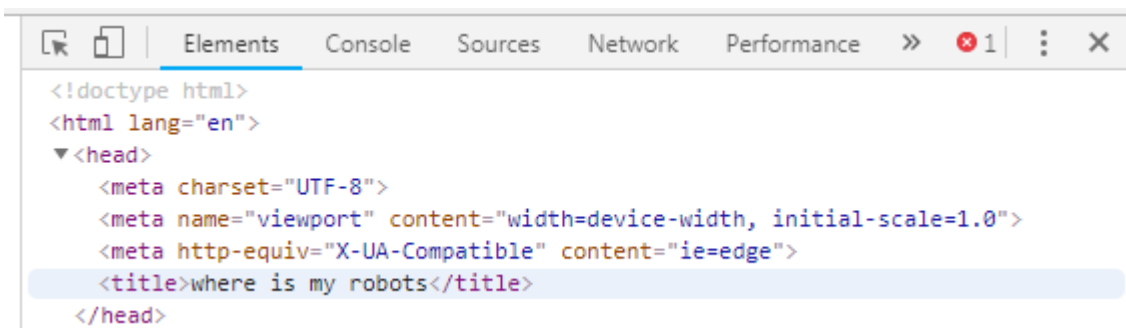 Elements Console Sources Network Performance » 1
<!doctype html>
<html lang="en">
▼<head>
<meta charset="UTF-8">
<meta name="viewport" content="width=device-width, initial-scale=1.0">
<meta http-equiv="X-UA-Compatible" content="ie=edge">
<title>where is my robots</title>
</head>